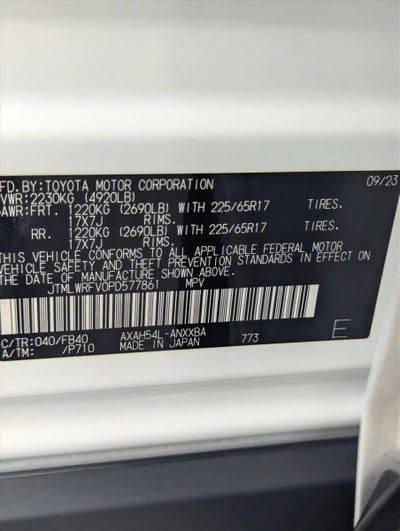 FD.BY:TOYOTA MOTOR CORPORATION 09/23
VWR:2230KG (4920LB)
AWR:FRT. 1220KG (2690LB) WITH 225/65R17 TIRES.
17X7J RIMS.
RR. 1220KG (2690LB) WITH 225/65R17 TIRES.
17X7J RIMS.
THIS VEHICLE CONFORMS TO ALL APPLICABLE FEDERAL MOTOR
VEHICLE SAFETY AND THEFT PREVENTION STANDARDS IN EFFECT ON
THE DATE OF MANUFACTURE SHOWN ABOVE.
JTMLWRFV0PD577861 MPV
C/TR:040/FB40 AXAH54L-ANXXBA 773
A/TM: /P710 MADE IN JAPAN
E